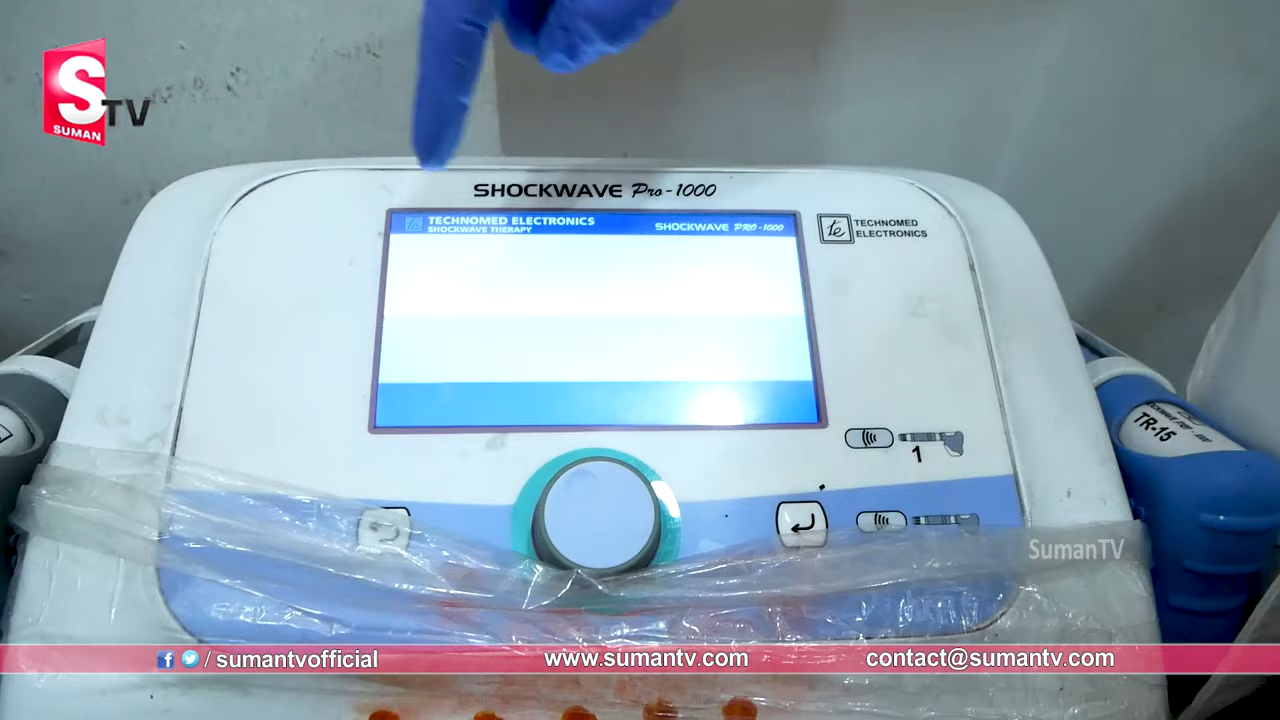 S
TV
SUMAN
SHOCKWAVE Pro-1000
TECHNOMED ELECTRONICS
SHOCKWAVE THERAPY
SHOCKWAVE PRO-1000
te
TECHNOMED
ELECTRONICS
1
TR-15
SumanTV
/ sumantvofficial
www.sumantv.com
contact@sumantv.com